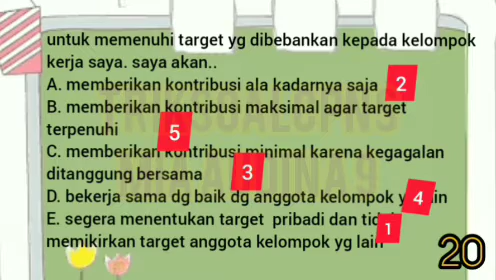 untuk memenuhi target yg dibebankan kepada kelompok
kerja saya. saya akan..
A. memberikan kontribusi ala kadarnya saja 2
B. memberikan kontribusi maksimal agar target
terpenuhi 5
C. memberikan kontribusi minimal karena kegagalan
ditanggung bersama 3
D. bekerja sama dg baik dg anggota kelompok 4
E. segera menentukan target pribadi dan 1
memikirkan target anggota kelompok yg lain
20